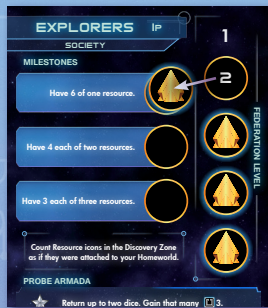 EXPLORERS 1P
SOCIETY
1
MILESTONES
Have 6 of one resource.
2
Have 4 each of two resources.
FEDERATION LEVEL
Have 3 each of three resources.
Count Resource icons in the Discovery Zone
as if they were attached to your Homeworld.
PROBE ARMADA
Return up to two dice. Gain that many 3.